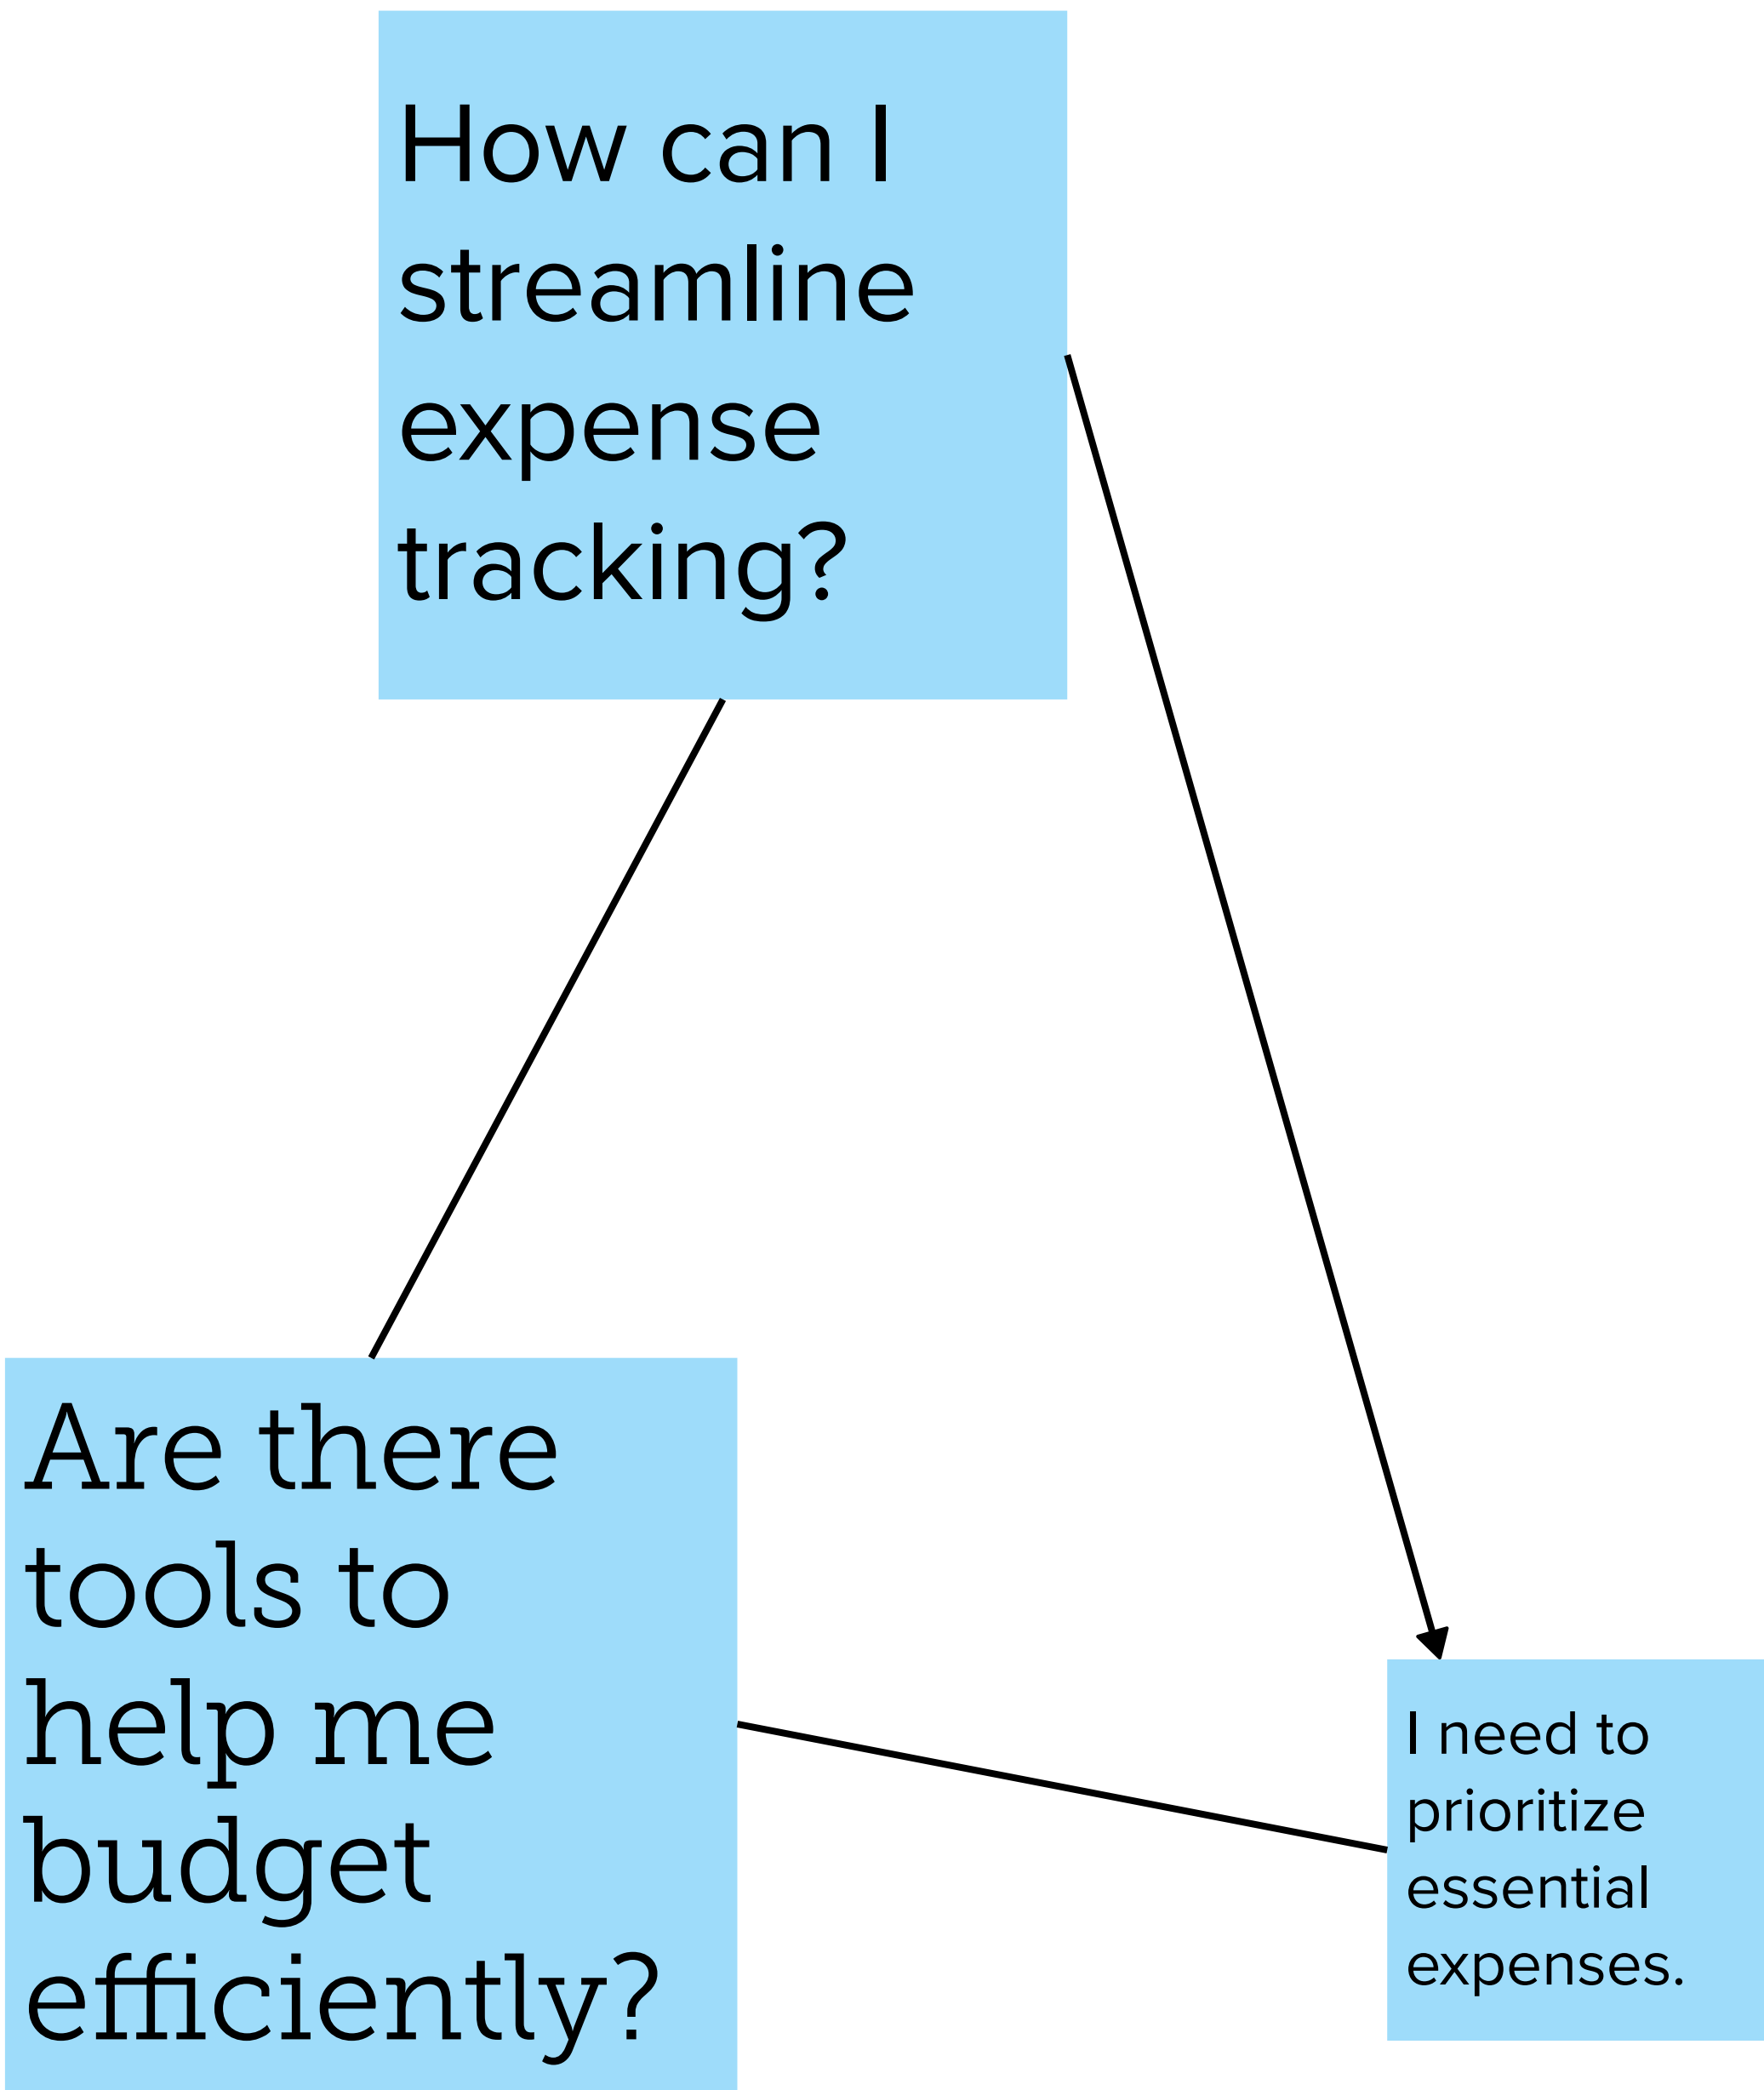 How can I
streamline
expense
tracking?
Are there
tools to
help me
budget
efficiently?
I need to
prioritize
essential
expenses.